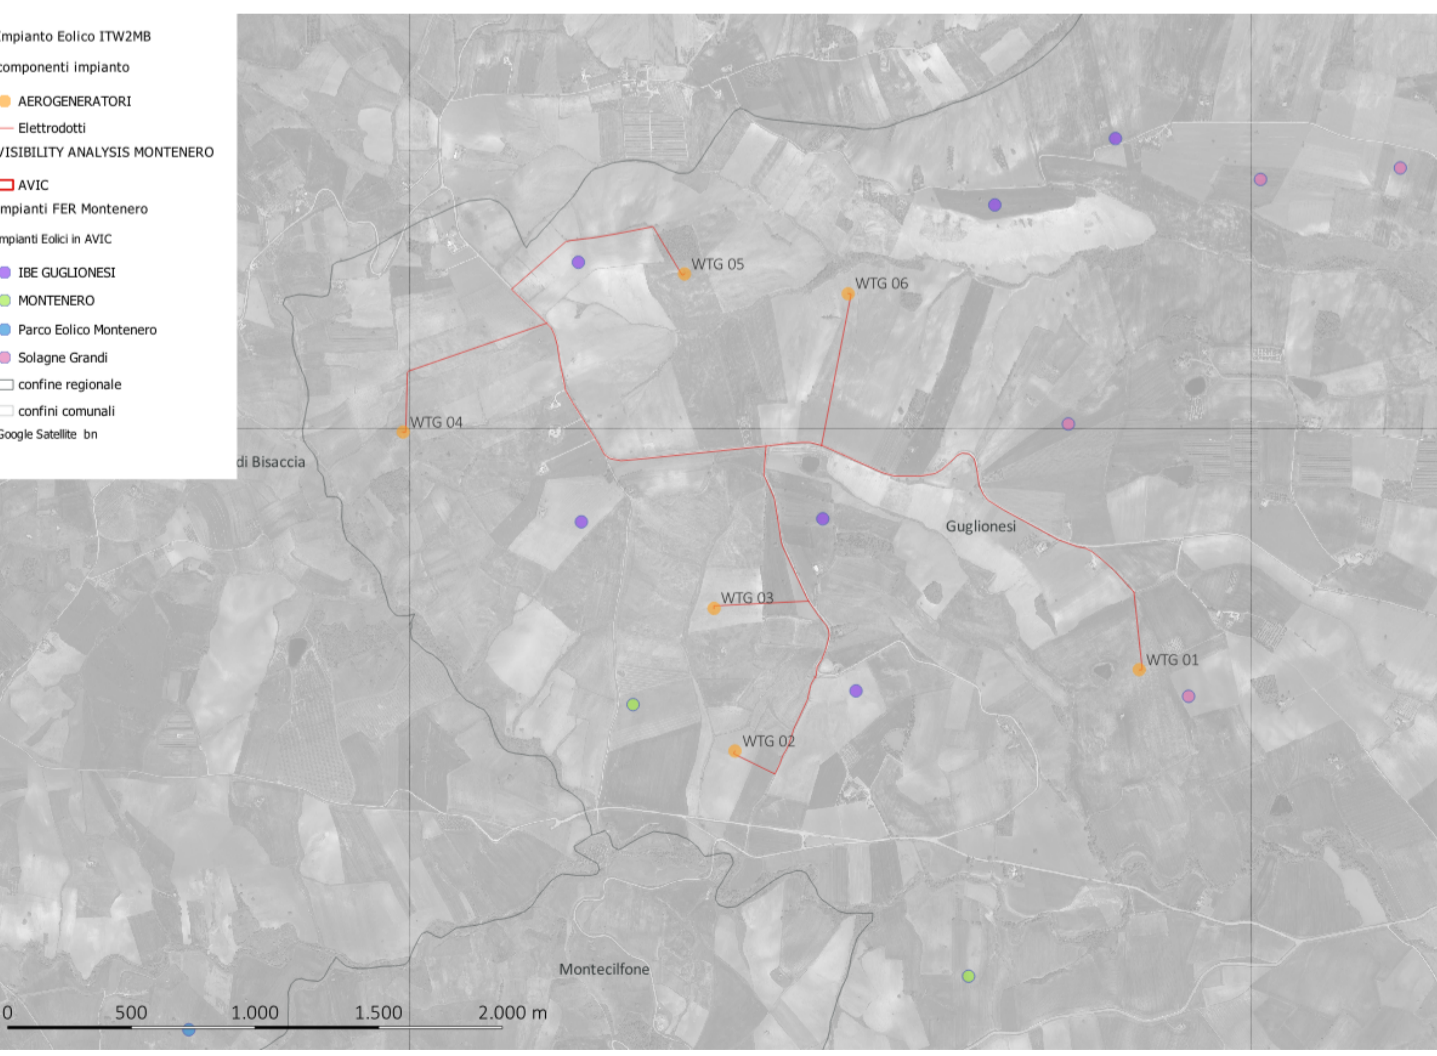 Impianto Eolico ITW2MB
componenti impianto
AEROGENERATORI
Elettrodotti
VISIBILITY ANALYSIS MONTENERO
AVIC
mpianti FER Montenero
mpianti Eolici in AVIC
IBE GUGLIONESI
MONTENERO
Parco Eolico Montenero
Solagne Grandi
confine regionale
confini comunali
Google Satellite bn
WTG 05
WTG 06
WTG 04
di Bisaccia
Guglionesi
WTG 03
WTG 01
WTG 02
Montecilfone
0 500 1.000 1.500 2.000 m